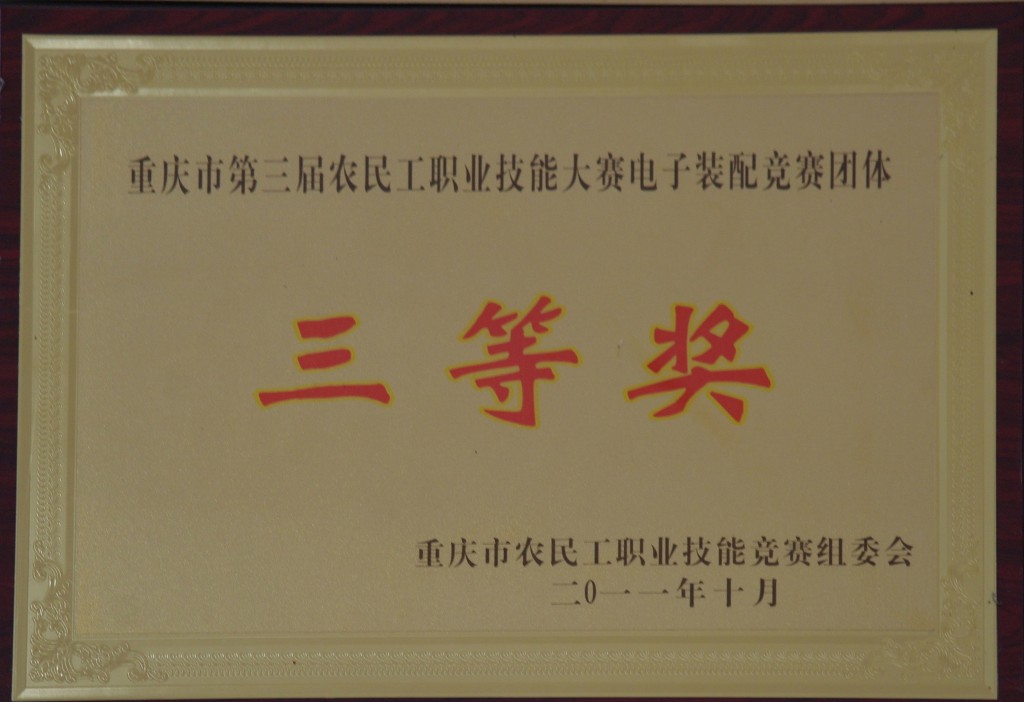 重庆市第三届农民工职业技能大赛电子装配竞赛团体
三等奖
重庆市农民工职业技能竞赛组委会
二0一一年十月